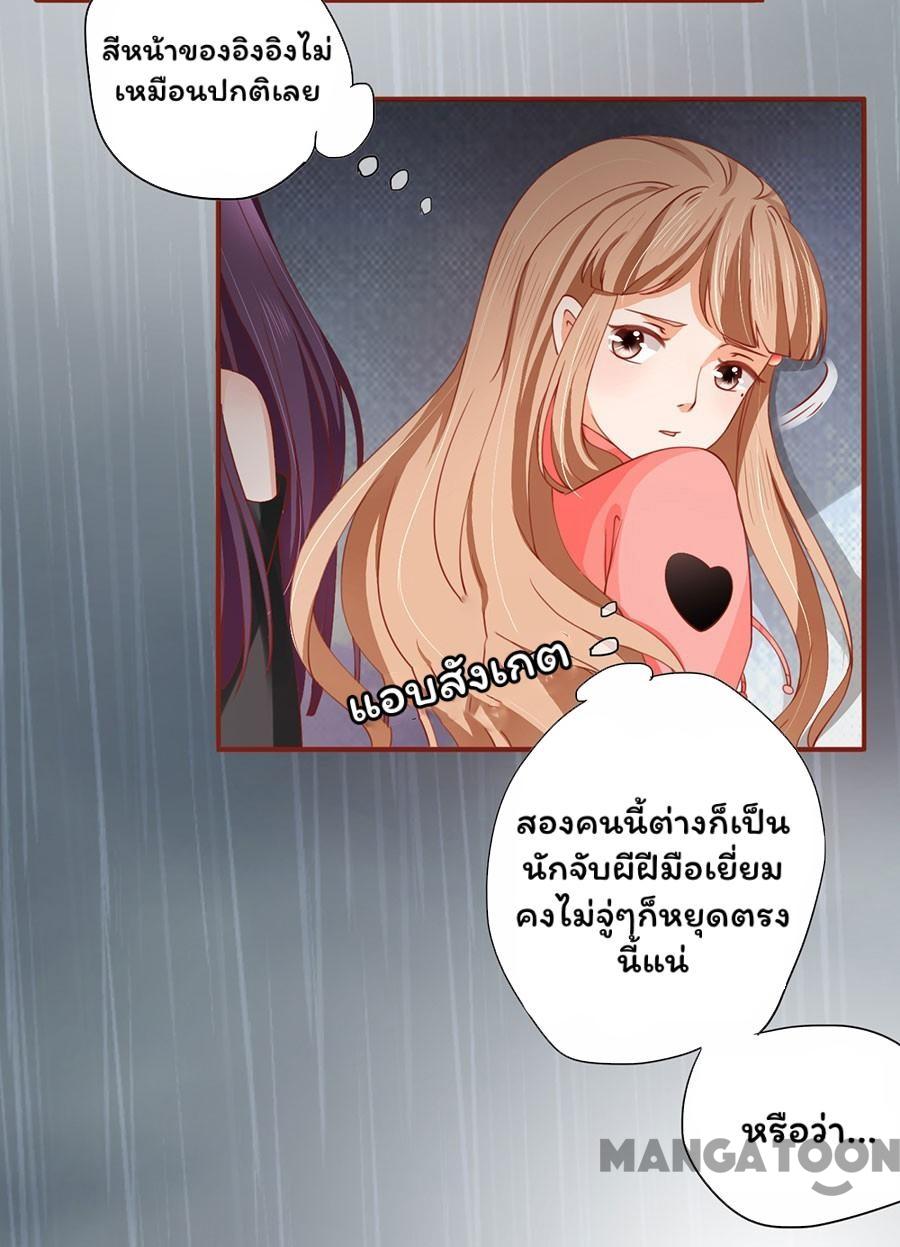 สีหน้าของอิงอิงไม่
เหมือนปกติเลย
แอบสังเกต
สองคนนี้ต่างก็เป็น
นักจับผีฝีมือเยี่ยม
คงไม่จู่ๆก็หยุดตรง
นี้แน่
หรือว่า...
MANGATOON